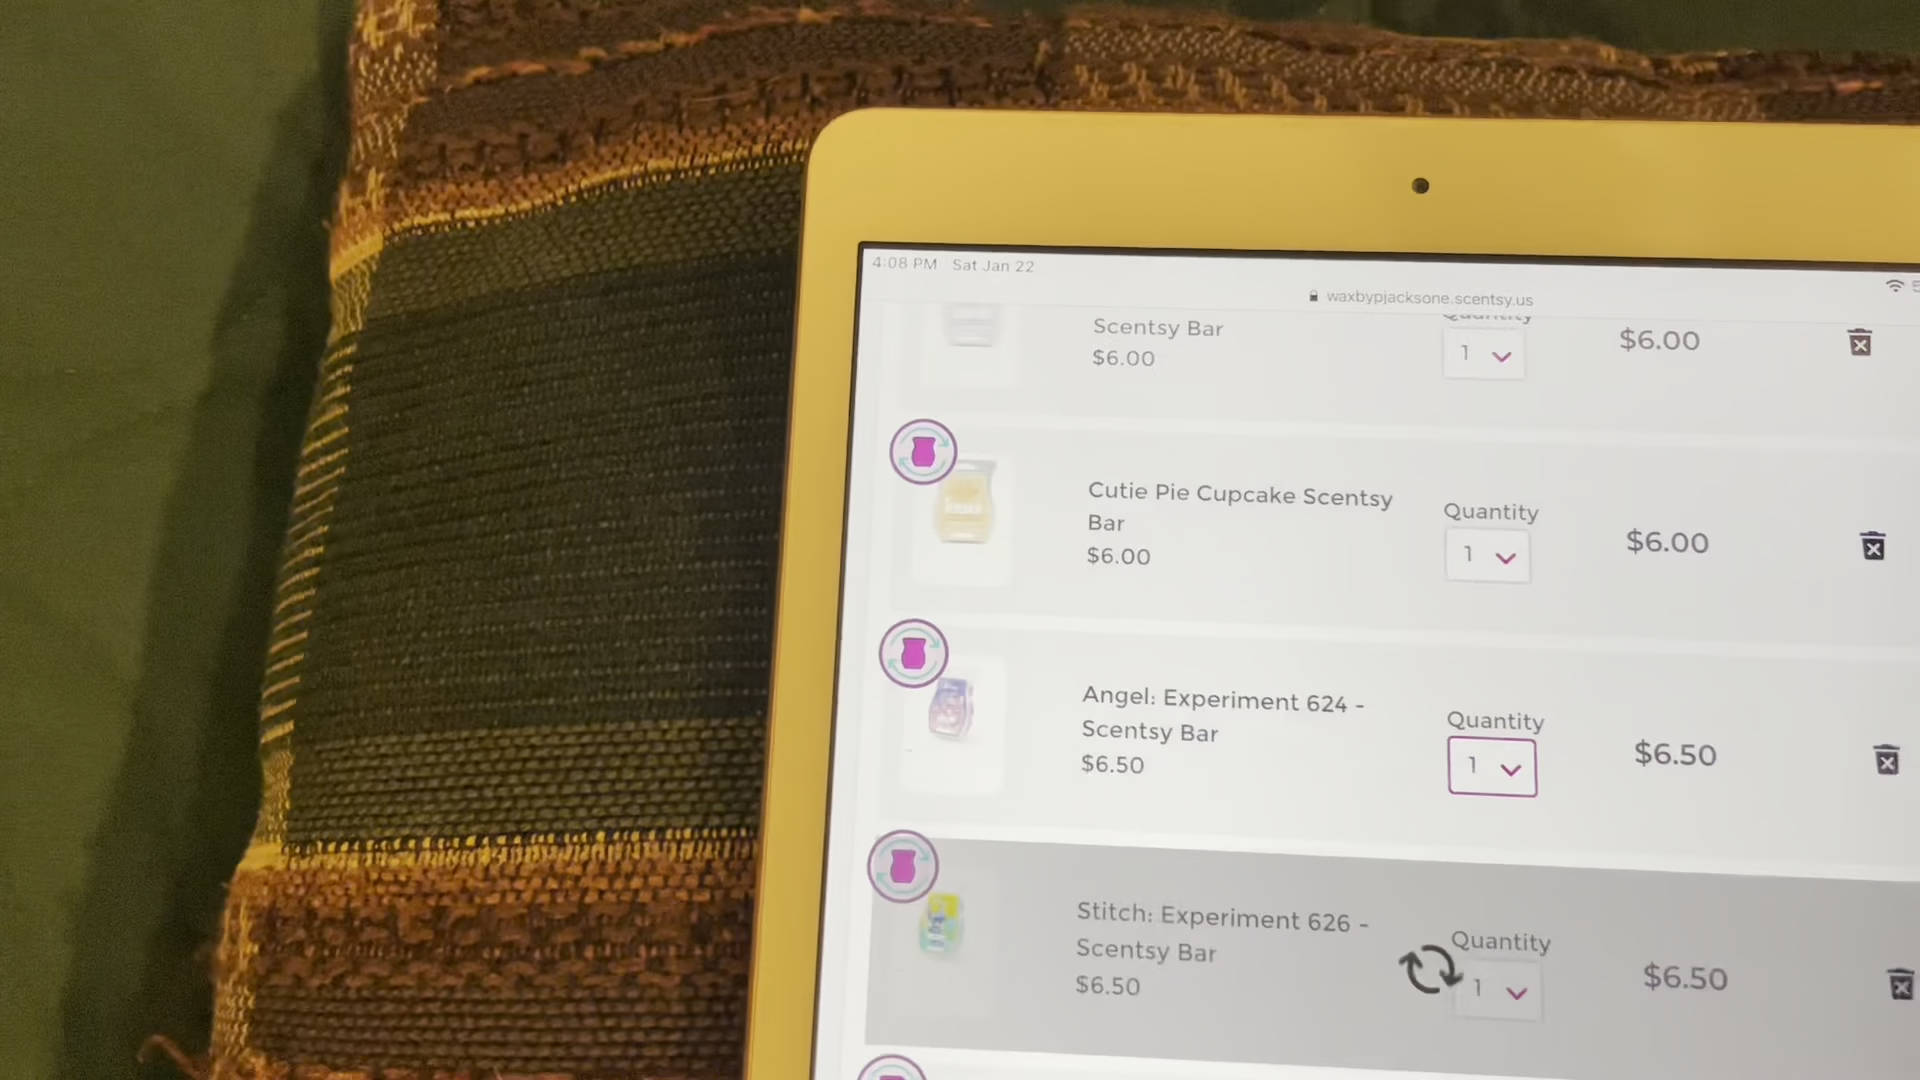 4:08 PM Sat Jan 22
waxbypjacksone.scentsy.us
Scentsy Bar
$6.00
Quantity
1
$6.00
Cutie Pie Cupcake Scentsy
Bar
$6.00
Quantity
1
$6.00
Angel: Experiment 624 -
Scentsy Bar
$6.50
Quantity
1
$6.50
Stitch: Experiment 626 -
Scentsy Bar
$6.50
Quantity
1
$6.50